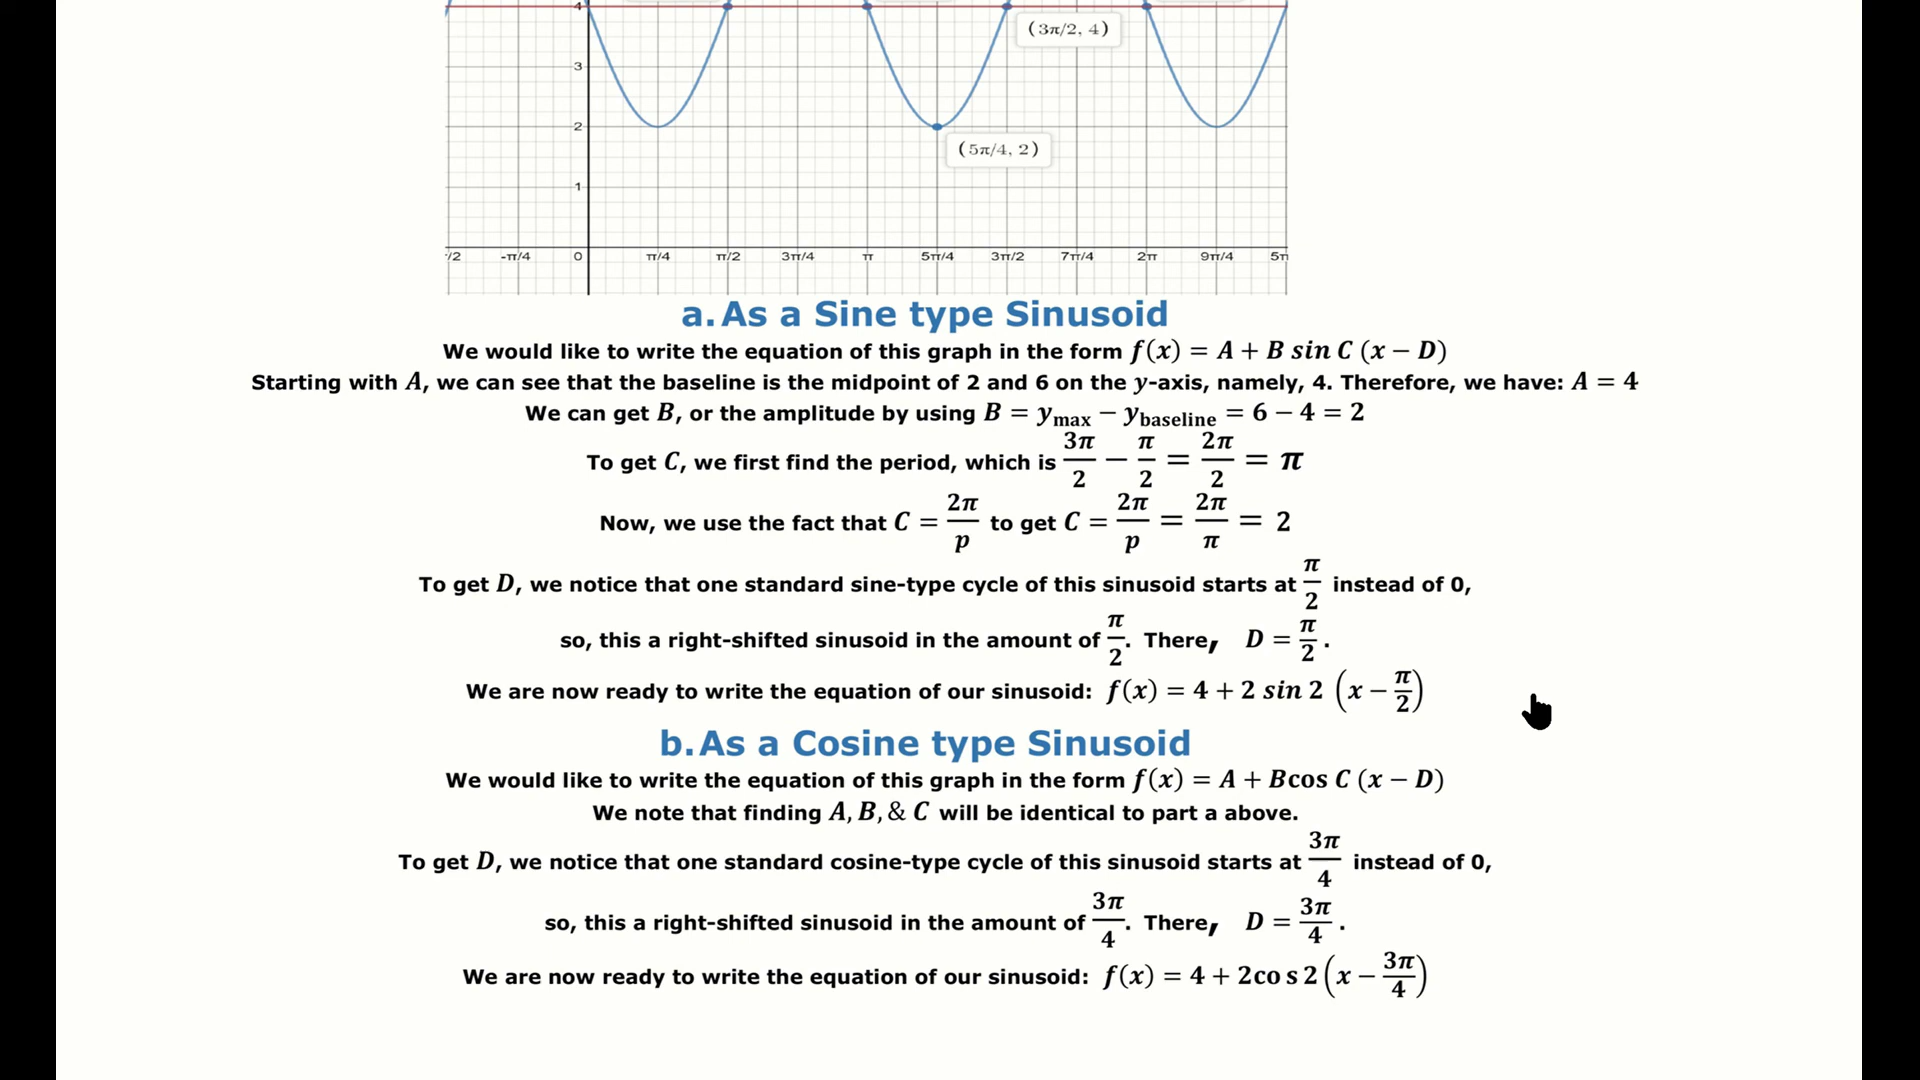 4
(3π/2, 4)
3
2
(5π/4, 2)
1
/2 -π/4 0 π/4 π/2 3π/4 π 5π/4 3π/2 7π/4 2π 9π/4 5π
a. As a Sine type Sinusoid
We would like to write the equation of this graph in the form f(x) = A + B sin C (x − D)
Starting with A, we can see that the baseline is the midpoint of 2 and 6 on the y-axis, namely, 4. Therefore, we have: A = 4
We can get B, or the amplitude by using B = y_max − y_baseline = 6 − 4 = 2
To get C, we first find the period, which is 3π/2 − π/2 = 2π/2 = π
Now, we use the fact that C = 2π/p to get C = 2π/p = 2π/π = 2
To get D, we notice that one standard sine-type cycle of this sinusoid starts at π/2 instead of 0,
so, this a right-shifted sinusoid in the amount of π/2. There, D = π/2.
We are now ready to write the equation of our sinusoid: f(x) = 4 + 2 sin 2 (x − π/2)
b. As a Cosine type Sinusoid
We would like to write the equation of this graph in the form f(x) = A + Bcos C (x − D)
We note that finding A, B, & C will be identical to part a above.
To get D, we notice that one standard cosine-type cycle of this sinusoid starts at 3π/4 instead of 0,
so, this a right-shifted sinusoid in the amount of 3π/4. There, D = 3π/4.
We are now ready to write the equation of our sinusoid: f(x) = 4 + 2cos 2 (x − 3π/4)